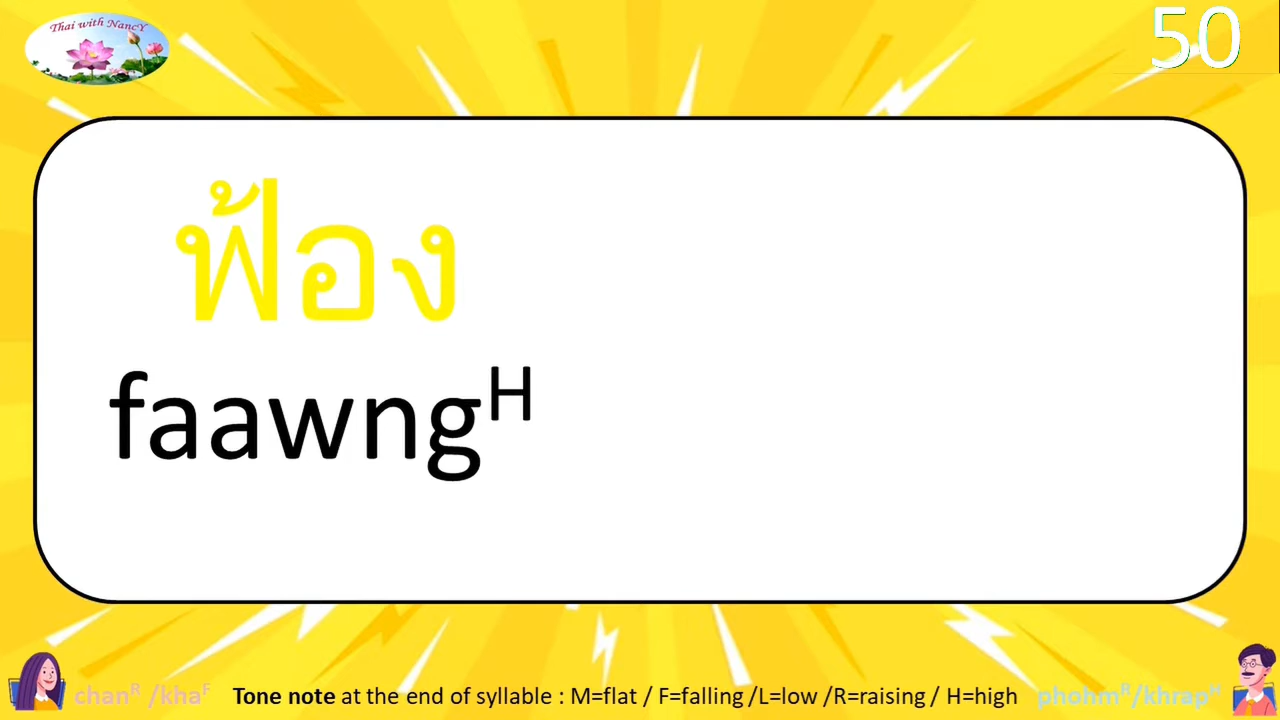 Thai with NancY
50
ฟ้อง
faawngᴴ
chanᴿ /khaꟳ
Tone note at the end of syllable : M=flat / F=falling /L=low /R=raising / H=high
phohmᴿ/khrapᴴ